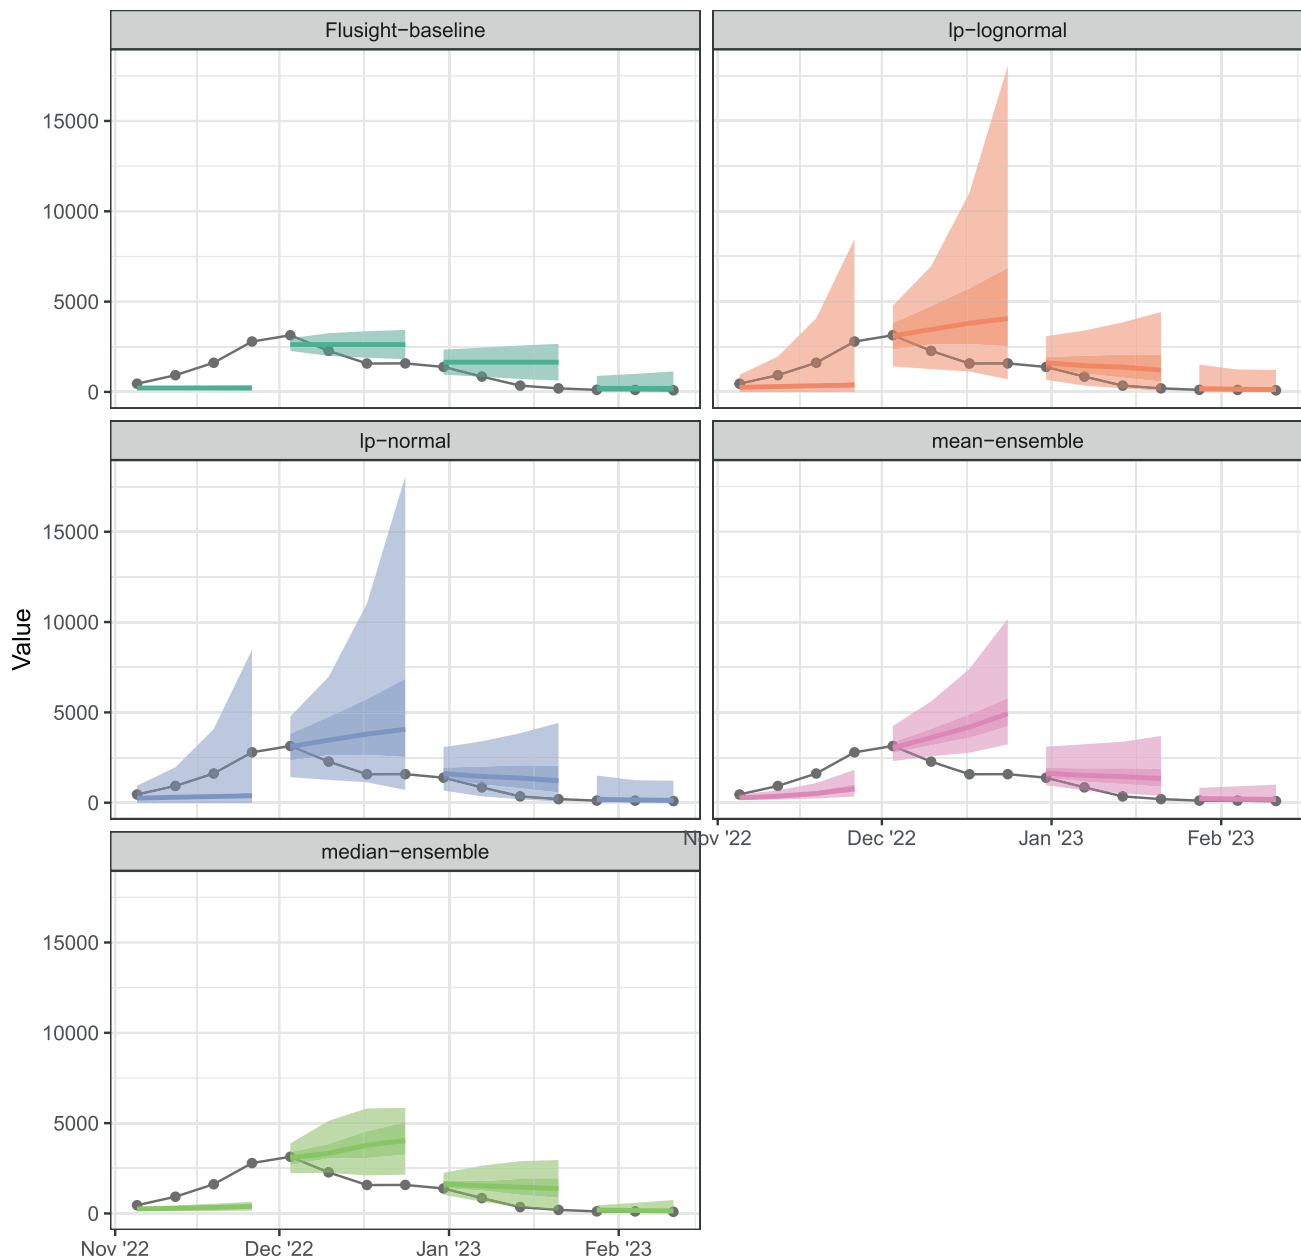 Flusight−baseline
lp−lognormal
15000
10000
5000
0
lp−normal
mean−ensemble
Value
15000
10000
5000
0
Nov '22
Dec '22
Jan '23
Feb '23
median−ensemble
15000
10000
5000
0
Nov '22
Dec '22
Jan '23
Feb '23